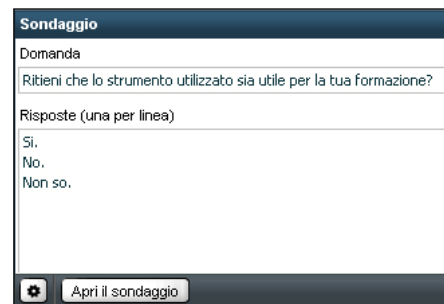 Sondaggio
Domanda
Ritieni che lo strumento utilizzato sia utile per la tua formazione?
Risposte (una per linea)
Si.
No.
Non so.
Apri il sondaggio